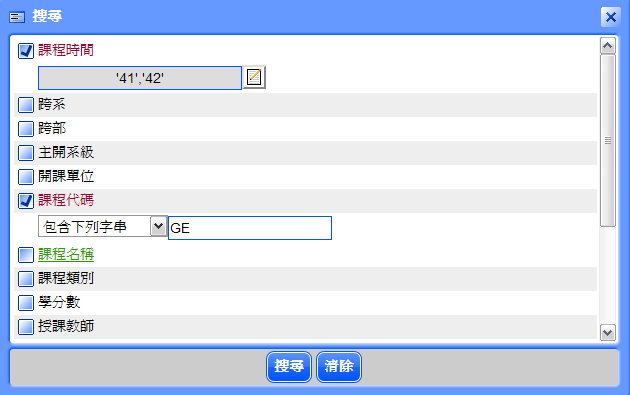 搜尋
課程時間
'41','42'
跨系
跨部
主開系級
開課單位
課程代碼
包含下列字串 GE
課程名稱
課程類別
學分數
授課教師
搜尋 清除